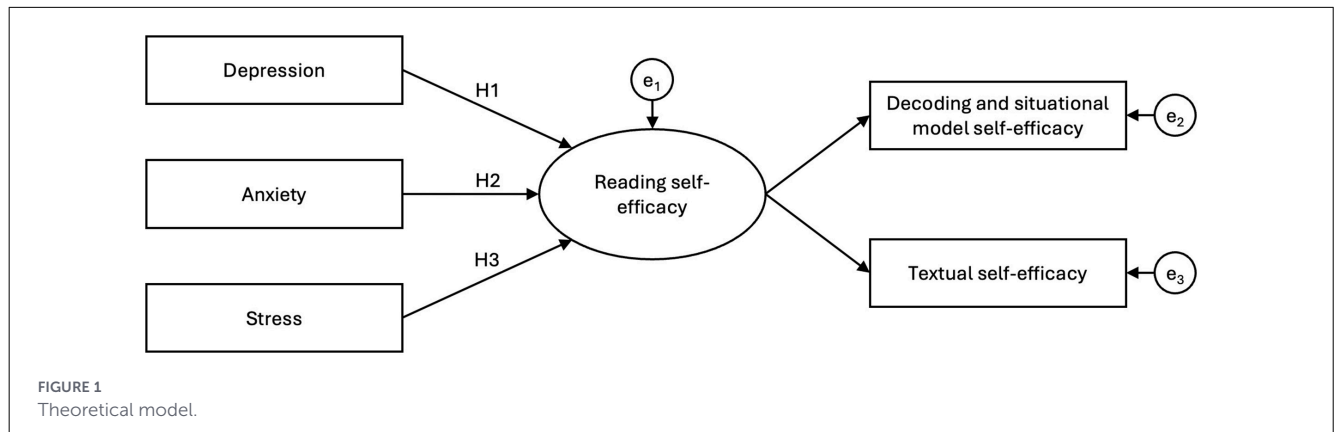 Depression
H1
e₁
Decoding and situational
model self-efficacy
e₂
Anxiety
H2
Reading self-
efficacy
H3
Stress
Textual self-efficacy
e₃
FIGURE 1
Theoretical model.